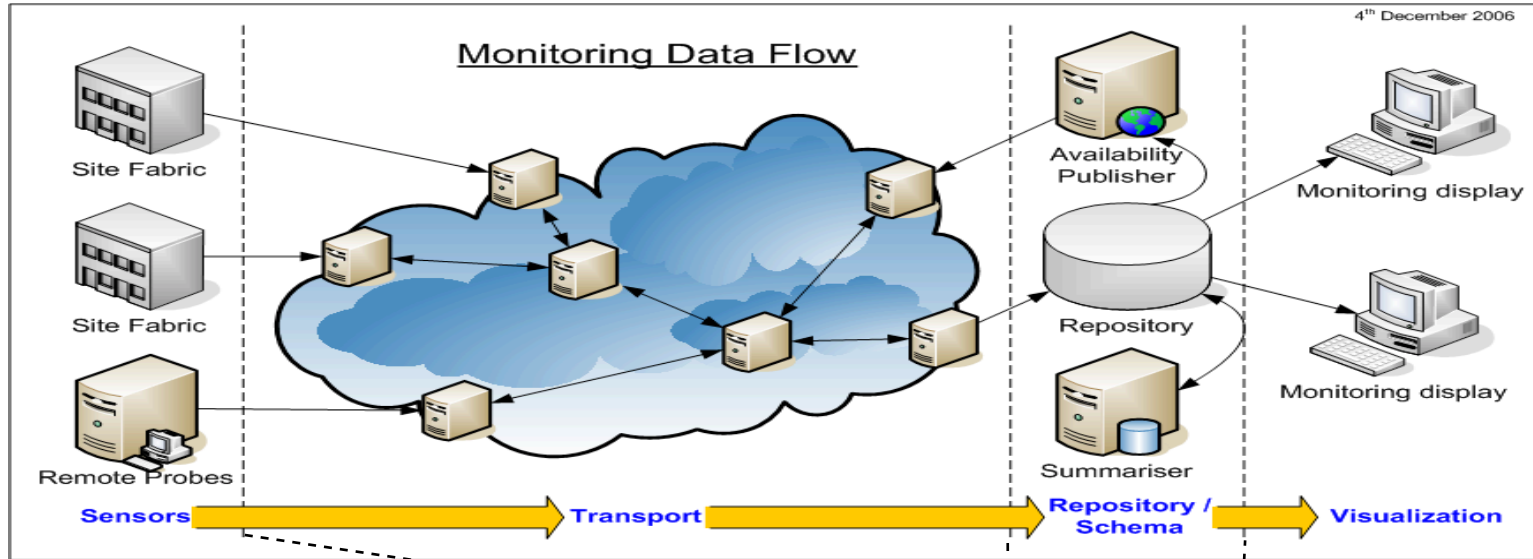 4th December 2006
Monitoring Data Flow
Site Fabric
Site Fabric
Remote Probes
Availability
Publisher
Repository
Summariser
Monitoring display
Monitoring display
Sensors
Transport
Repository /
Schema
Visualization